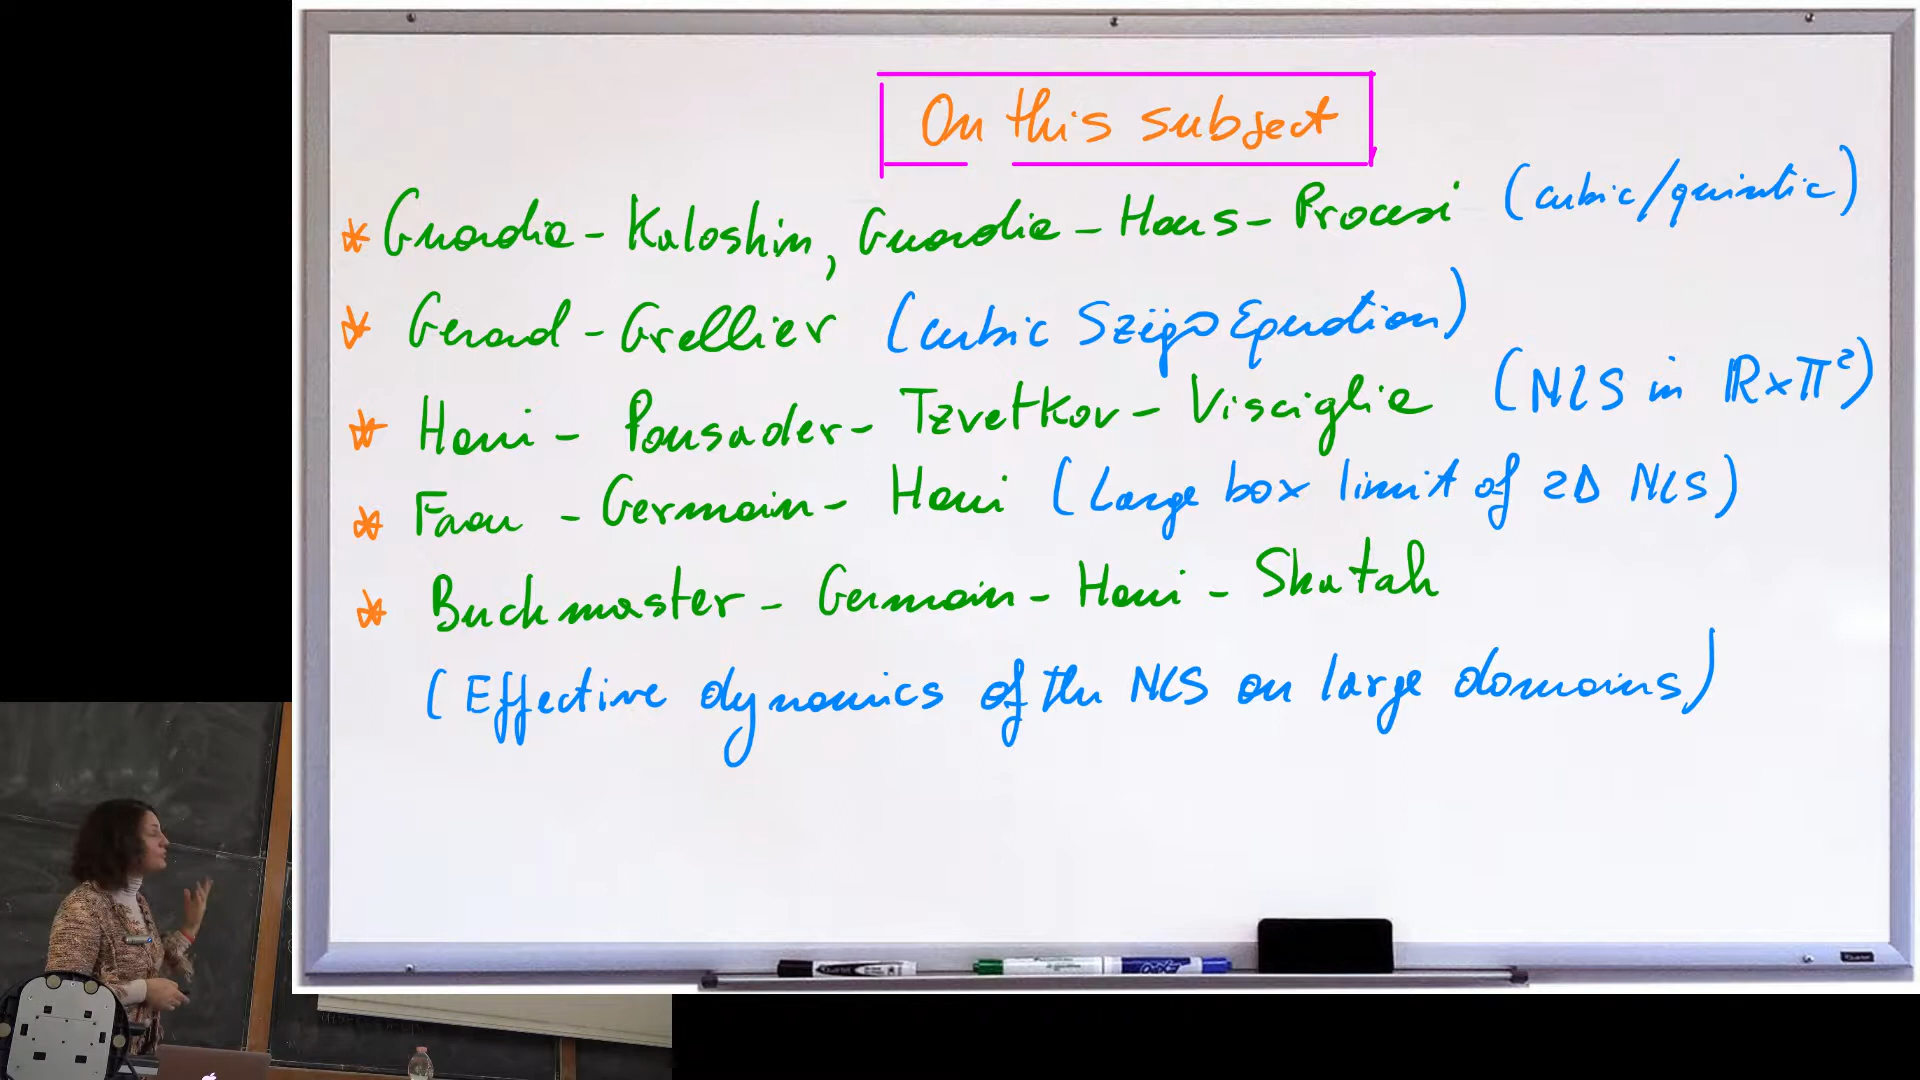 On this subject
* Guardia - Kaloshin, Guardia - Haus - Procesi (cubic/quintic)
* Gerard - Grellier (cubic Szëgo Equation)
* Hani - Pausader - Tzvetkov - Visciglia (NLS in ℝ×𝕋²)
* Faou - Germain - Hani (Large box limit of 2D NLS)
* Buckmaster - Germain - Hani - Shatah
(Effective dynamics of the NLS on large domains)